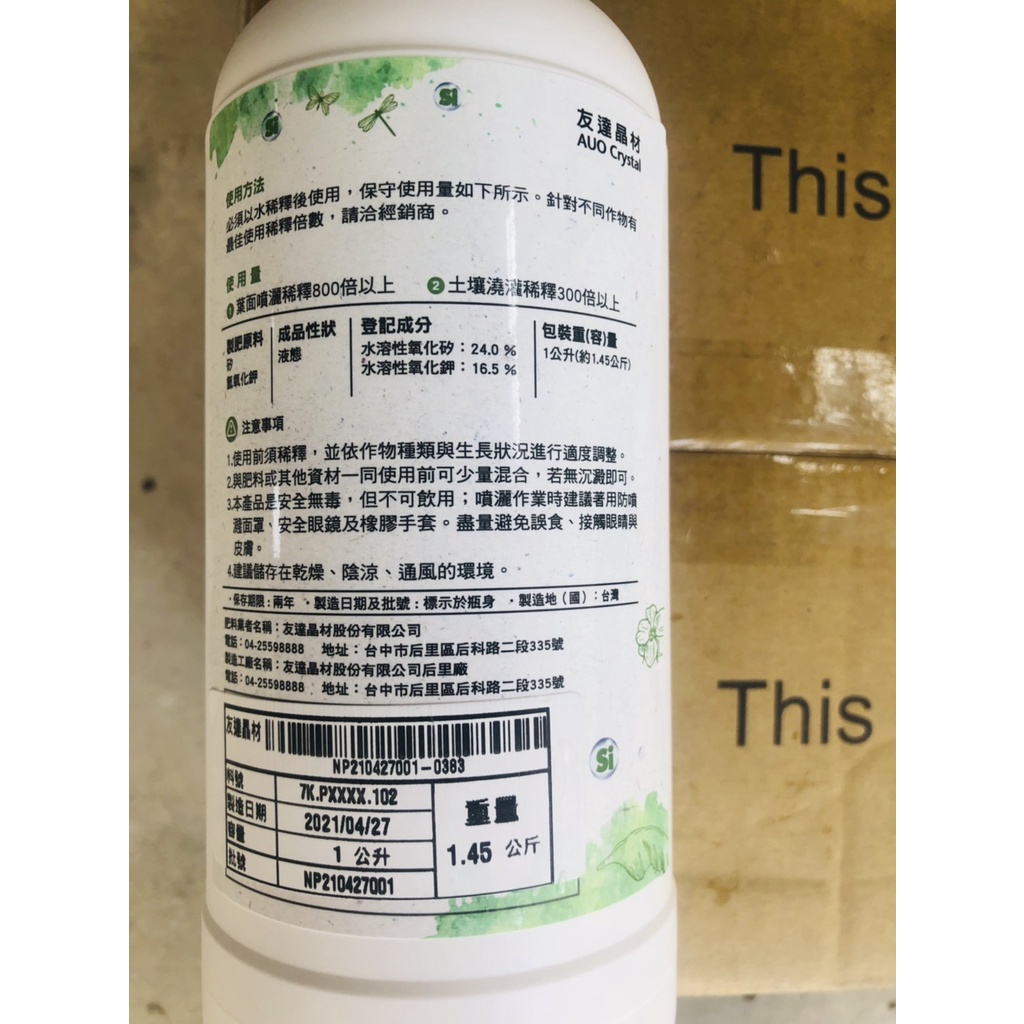 Si
Si
友達晶材
AUO Crystal
使用方法
必須以水稀釋後使用，保守使用量如下所示。針對不同作物有
最佳使用稀釋倍數，請洽經銷商。
使用量
1 葉面噴灑稀釋800倍以上 2 土壤澆灌稀釋300倍以上
製肥原料
矽
氫氧化鉀
成品性狀
液態
登記成分
水溶性氧化矽：24.0 %
水溶性氧化鉀：16.5 %
包裝重(容)量
1公升(約1.45公斤)
注意事項
1.使用前須稀釋，並依作物種類與生長狀況進行適度調整。
2.與肥料或其他資材一同使用前可少量混合，若無沉澱即可。
3.本產品是安全無毒，但不可飲用；噴灑作業時建議著用防噴
濺面罩、安全眼鏡及橡膠手套。盡量避免誤食、接觸眼睛與
皮膚。
4.建議儲存在乾燥、陰涼、通風的環境。
·保存期限：兩年 ·製造日期及批號：標示於瓶身 ·製造地（國）：台灣
肥料業者名稱：友達晶材股份有限公司
電話：04-25598888 地址：台中市后里區后科路二段335號
製造工廠名稱：友達晶材股份有限公司后里廠
電話：04-25598888 地址：台中市后里區后科路二段335號
友達晶材
NP210427001-0383
料號 7K.PXXXX.102
製造日期 2021/04/27
容量 1 公升
批號 NP210427001
重量
1.45 公斤
Si
This
This